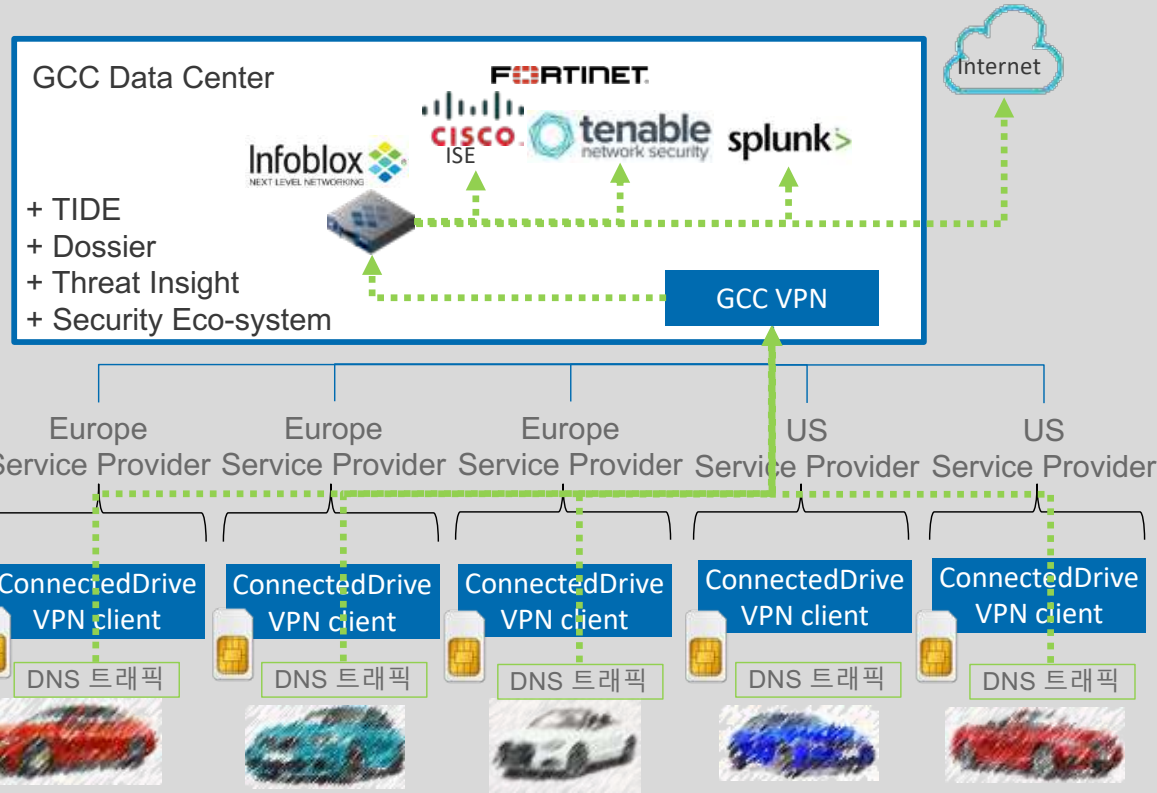 GCC Data Center
FORTINET
Internet
CISCO
ISE
tenable
network security
splunk>
Infoblox
NEXT LEVEL NETWORKING
+ TIDE
+ Dossier
+ Threat Insight
+ Security Eco-system
GCC VPN
Europe
Service Provider
Europe
Service Provider
Europe
Service Provider
US
Service Provider
US
Service Provider
ConnectedDrive
VPN client
ConnectedDrive
VPN client
ConnectedDrive
VPN client
ConnectedDrive
VPN client
ConnectedDrive
VPN client
DNS 트래픽
DNS 트래픽
DNS 트래픽
DNS 트래픽
DNS 트래픽